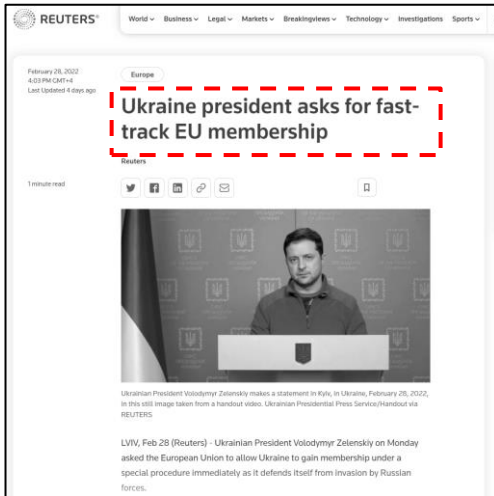 REUTERS®
World Business Legal Markets Breakingviews Technology Investigations Sports
February 28, 2022
4:03 PM GMT+4
Last Updated 4 days ago
Europe
Ukraine president asks for fast-
track EU membership
Reuters
1 minute read
Ukrainian President Volodymyr Zelenskiy makes a statement in Kyiv, in Ukraine, February 28, 2022,
in this still image taken from a handout video. Ukrainian Presidential Press Service/Handout via
REUTERS
LVIV, Feb 28 (Reuters) - Ukrainian President Volodymyr Zelenskiy on Monday
asked the European Union to allow Ukraine to gain membership under a
special procedure immediately as it defends itself from invasion by Russian
forces.